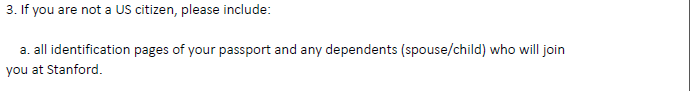 3. If you are not a US citizen, please include:
a. all identification pages of your passport and any dependents (spouse/child) who will join
you at Stanford.